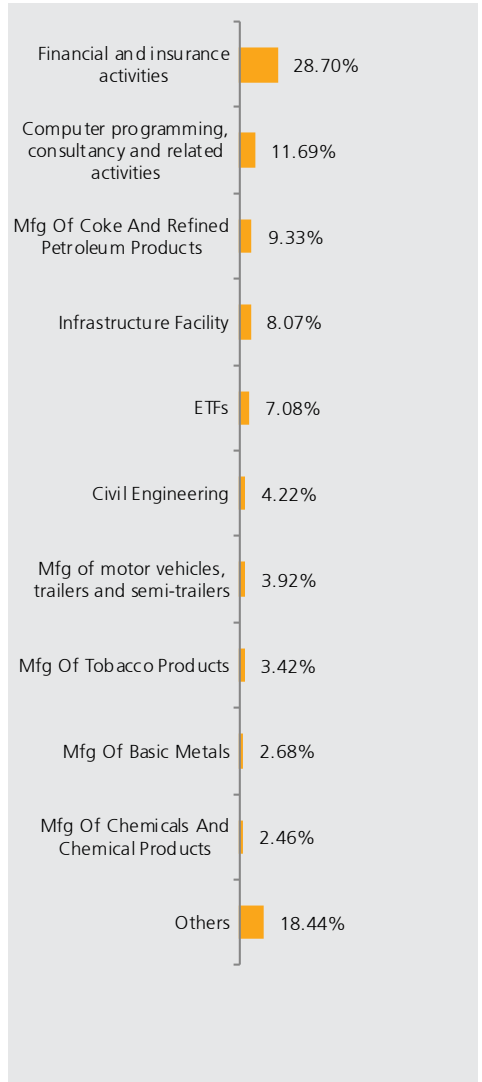 Financial and insurance
activities
28.70%
Computer programming,
consultancy and related
activities
11.69%
Mfg Of Coke And Refined
Petroleum Products
9.33%
Infrastructure Facility
8.07%
ETFs
7.08%
Civil Engineering
4.22%
Mfg of motor vehicles,
trailers and semi-trailers
3.92%
Mfg Of Tobacco Products
3.42%
Mfg Of Basic Metals
2.68%
Mfg Of Chemicals And
Chemical Products
2.46%
Others
18.44%